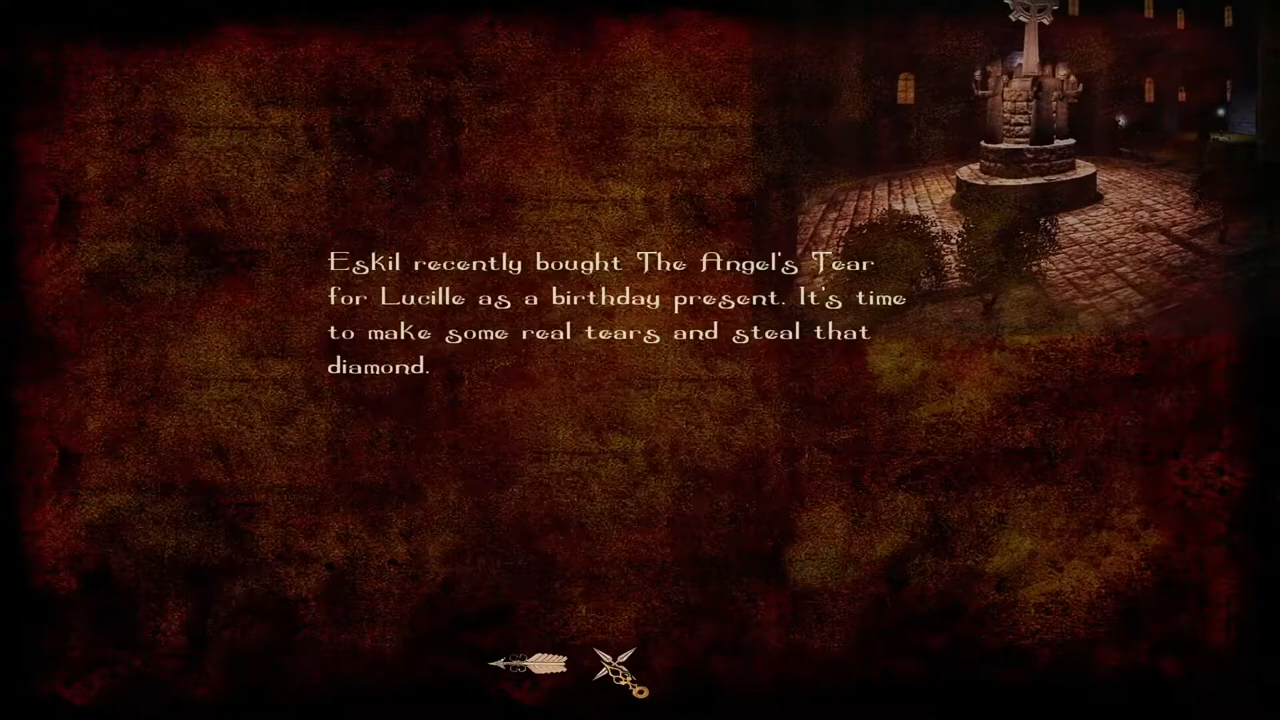 Eskil recently bought The Angel's Tear
for Lucille as a birthday present. It's time
to make some real tears and steal that
diamond.